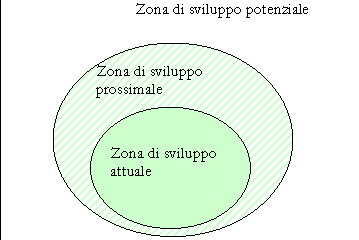 Zona di sviluppo potenziale
Zona di sviluppo
prossimale
Zona di sviluppo
attuale